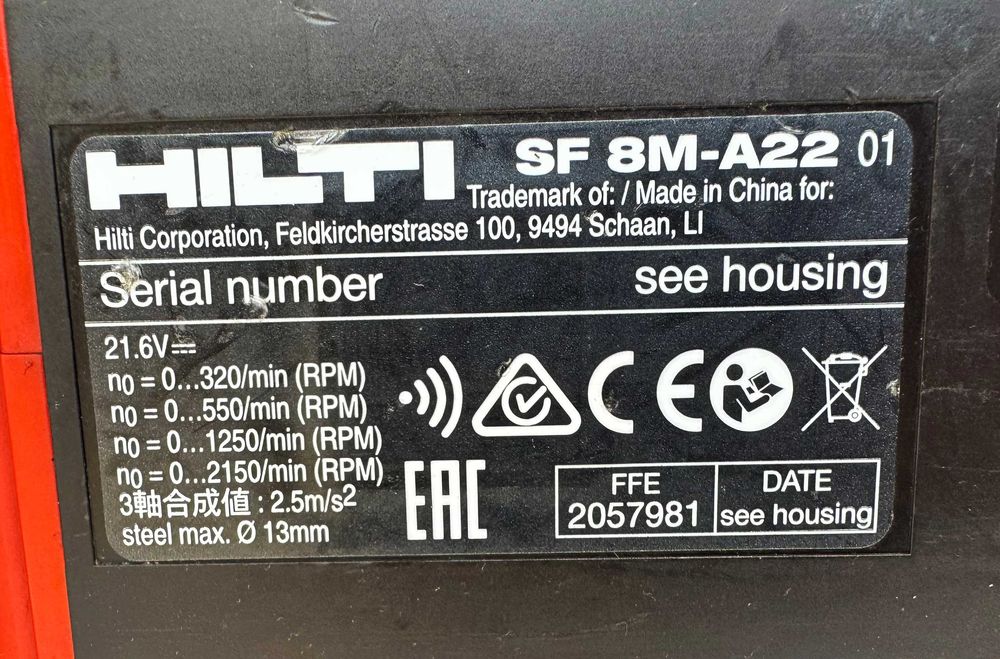 HILTI SF 8M-A22 01
Trademark of: / Made in China for:
Hilti Corporation, Feldkircherstrasse 100, 9494 Schaan, LI
Serial number see housing
21.6V⎓
n₀ = 0...320/min (RPM)
n₀ = 0...550/min (RPM)
n₀ = 0...1250/min (RPM)
n₀ = 0...2150/min (RPM)
3軸合成値 : 2.5m/s²
steel max. Ø 13mm
CE
EAC
FFE DATE
2057981 see housing